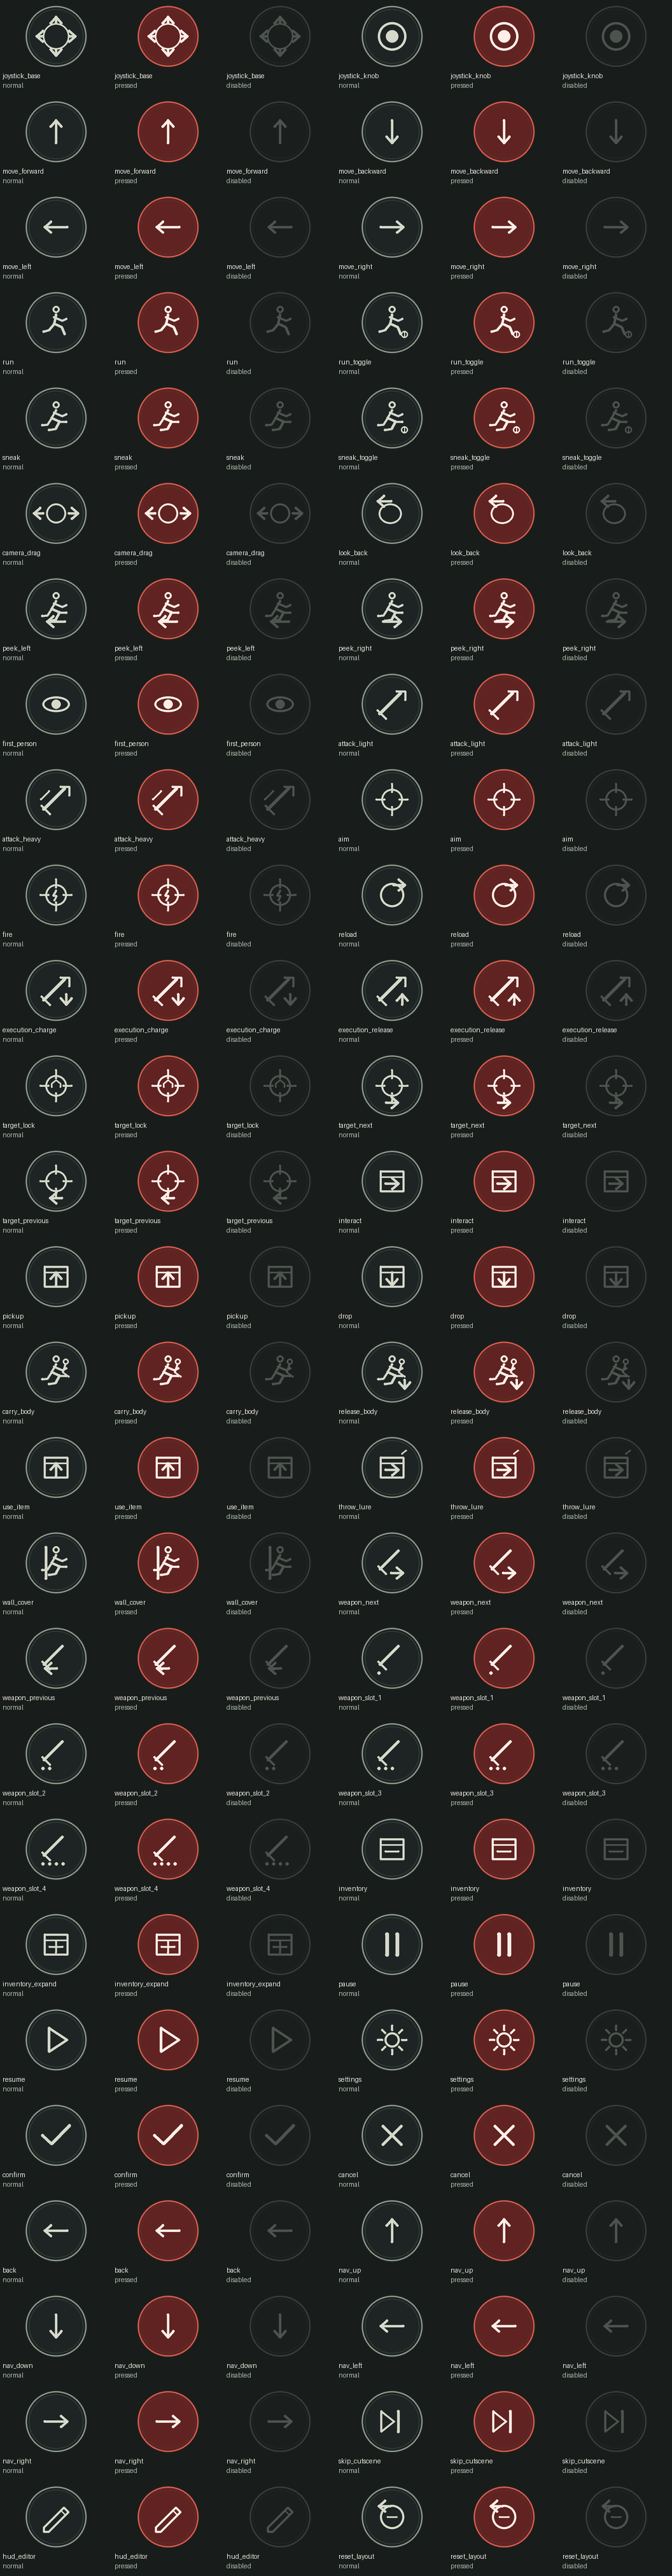 joystick_base joystick_base joystick_base joystick_knob joystick_knob joystick_knob
normal pressed disabled normal pressed disabled
move_forward move_forward move_forward move_backward move_backward move_backward
normal pressed disabled normal pressed disabled
move_left move_left move_left move_right move_right move_right
normal pressed disabled normal pressed disabled
run run run run_toggle run_toggle run_toggle
normal pressed disabled normal pressed disabled
sneak sneak sneak sneak_toggle sneak_toggle sneak_toggle
normal pressed disabled normal pressed disabled
camera_drag camera_drag camera_drag look_back look_back look_back
normal pressed disabled normal pressed disabled
peek_left peek_left peek_left peek_right peek_right peek_right
normal pressed disabled normal pressed disabled
first_person first_person first_person attack_light attack_light attack_light
normal pressed disabled normal pressed disabled
attack_heavy attack_heavy attack_heavy aim aim aim
normal pressed disabled normal pressed disabled
fire fire fire reload reload reload
normal pressed disabled normal pressed disabled
execution_charge execution_charge execution_charge execution_release execution_release execution_release
normal pressed disabled normal pressed disabled
target_lock target_lock target_lock target_next target_next target_next
normal pressed disabled normal pressed disabled
target_previous target_previous target_previous interact interact interact
normal pressed disabled normal pressed disabled
pickup pickup pickup drop drop drop
normal pressed disabled normal pressed disabled
carry_body carry_body carry_body release_body release_body release_body
normal pressed disabled normal pressed disabled
use_item use_item use_item throw_lure throw_lure throw_lure
normal pressed disabled normal pressed disabled
wall_cover wall_cover wall_cover weapon_next weapon_next weapon_next
normal pressed disabled normal pressed disabled
weapon_previous weapon_previous weapon_previous weapon_slot_1 weapon_slot_1 weapon_slot_1
normal pressed disabled normal pressed disabled
weapon_slot_2 weapon_slot_2 weapon_slot_2 weapon_slot_3 weapon_slot_3 weapon_slot_3
normal pressed disabled normal pressed disabled
weapon_slot_4 weapon_slot_4 weapon_slot_4 inventory inventory inventory
normal pressed disabled normal pressed disabled
inventory_expand inventory_expand inventory_expand pause pause pause
normal pressed disabled normal pressed disabled
resume resume resume settings settings settings
normal pressed disabled normal pressed disabled
confirm confirm confirm cancel cancel cancel
normal pressed disabled normal pressed disabled
back back back nav_up nav_up nav_up
normal pressed disabled normal pressed disabled
nav_down nav_down nav_down nav_left nav_left nav_left
normal pressed disabled normal pressed disabled
nav_right nav_right nav_right skip_cutscene skip_cutscene skip_cutscene
normal pressed disabled normal pressed disabled
hud_editor hud_editor hud_editor reset_layout reset_layout reset_layout
normal pressed disabled normal pressed disabled